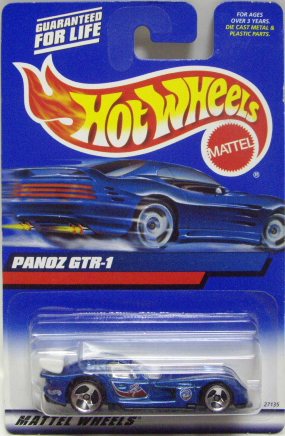 GUARANTEED
FOR LIFE
FOR AGES
OVER 3 YEARS.
DIE CAST METAL &
PLASTIC PARTS.
HOT WHEELS
MATTEL
®
PANOZ GTR-1
MATTEL WHEELS